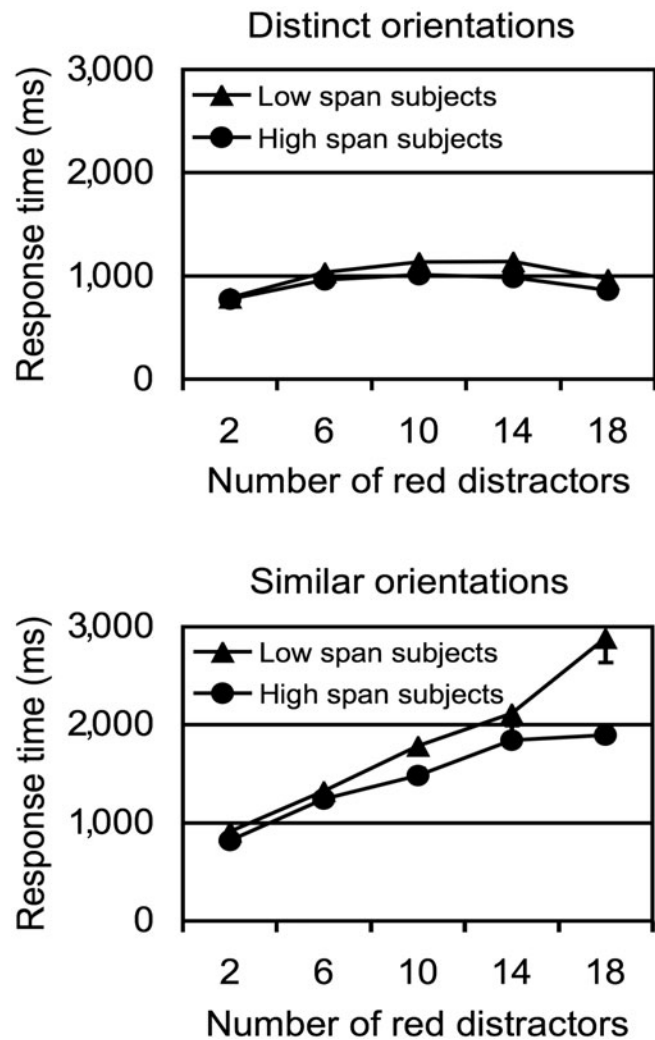 Distinct orientations
Response time (ms)
3,000
2,000
1,000
0
Low span subjects
High span subjects
2 6 10 14 18
Number of red distractors
Similar orientations
Response time (ms)
3,000
2,000
1,000
0
Low span subjects
High span subjects
2 6 10 14 18
Number of red distractors